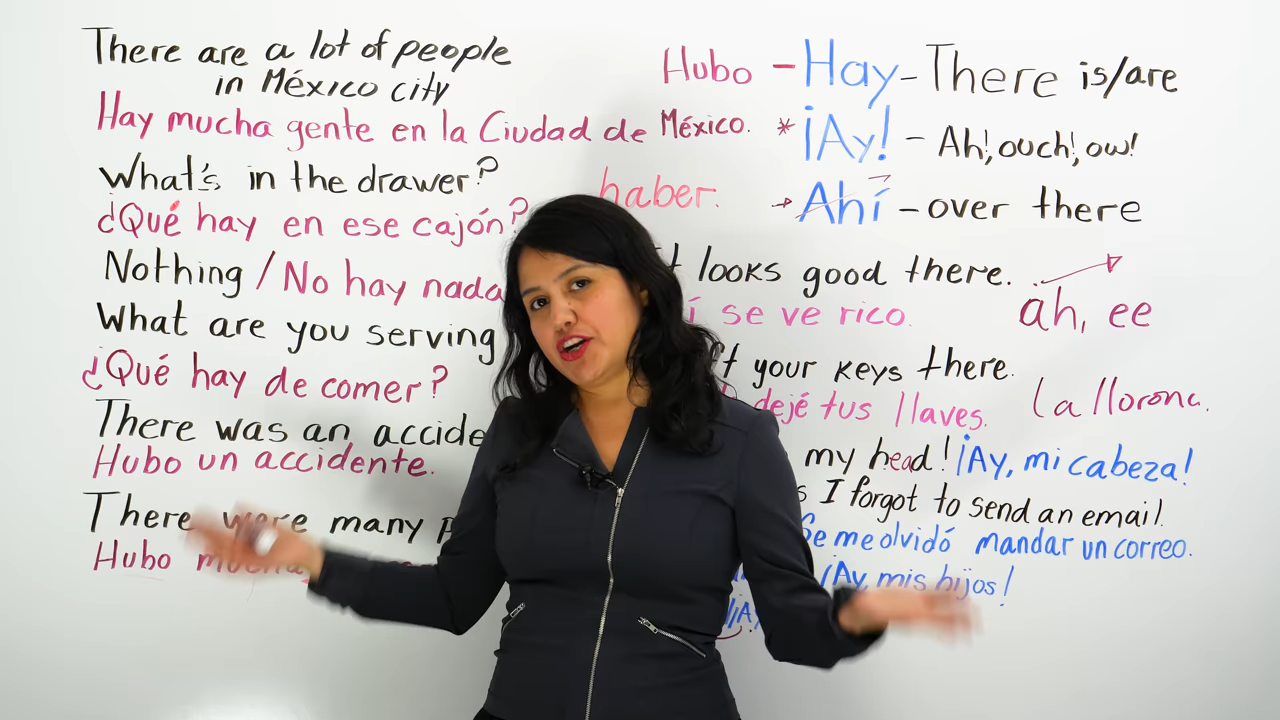 There are a lot of people
in México city
Hay mucha gente en la Ciudad de México.
What's in the drawer?
¿Qué hay en ese cajón?
Nothing / No hay nada
What are you serving
¿Qué hay de comer?
There was an accide
Hubo un accidente.
There were many
Hubo
Hubo - Hay - There is/are
* ¡Ay! - Ah!, ouch!, ow!
haber.
→ Ahí - over there
looks good there.
ah, ee
se ve rico.
your keys there.
dejé tus llaves.
la llorona.
my head! ¡Ay, mi cabeza!
I forgot to send an email.
Se me olvidó mandar un correo.
¡Ay, mis hijos!